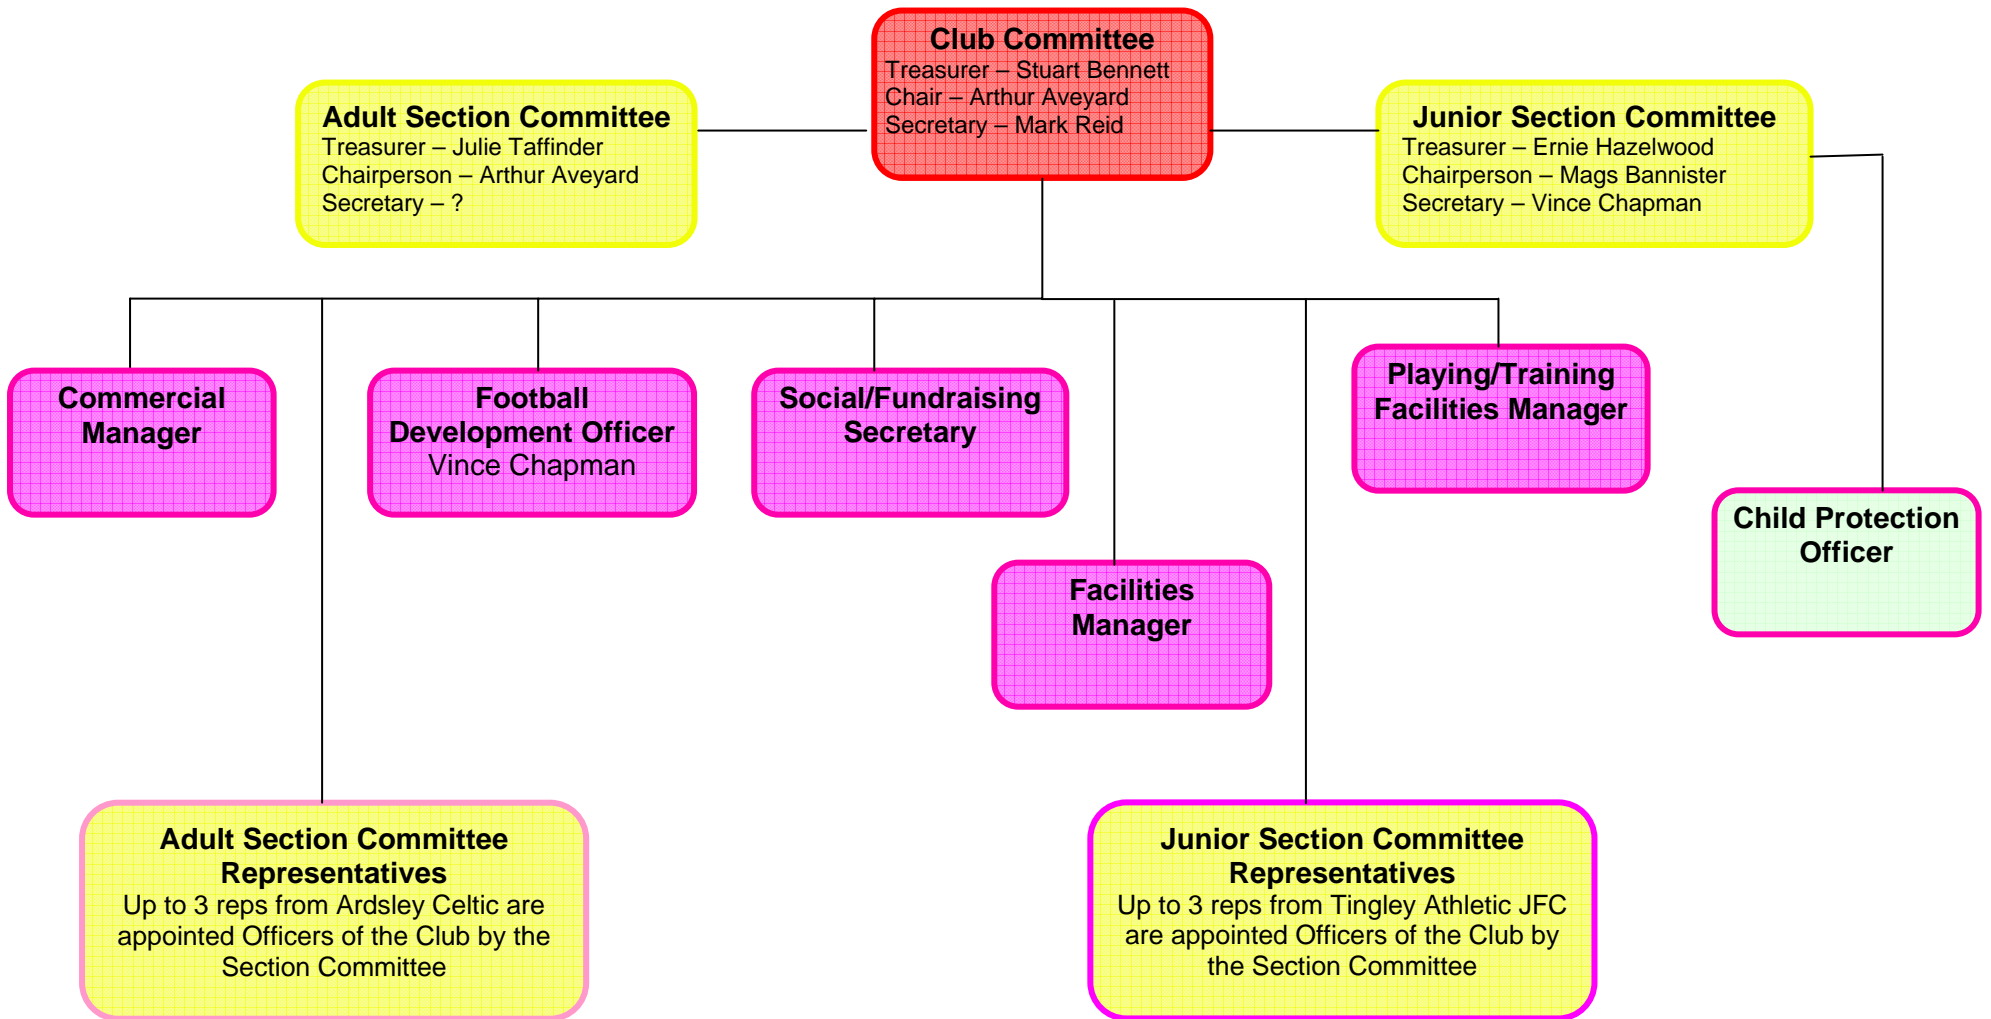 Club Committee
Treasurer – Stuart Bennett
Chair – Arthur Aveyard
Secretary – Mark Reid
Adult Section Committee
Treasurer – Julie Taffinder
Chairperson – Arthur Aveyard
Secretary – ?
Junior Section Committee
Treasurer – Ernie Hazelwood
Chairperson – Mags Bannister
Secretary – Vince Chapman
Commercial
Manager
Football
Development Officer
Vince Chapman
Social/Fundraising
Secretary
Playing/Training
Facilities Manager
Child Protection
Officer
Facilities
Manager
Adult Section Committee
Representatives
Up to 3 reps from Ardsley Celtic are
appointed Officers of the Club by the
Section Committee
Junior Section Committee
Representatives
Up to 3 reps from Tingley Athletic JFC
are appointed Officers of the Club by
the Section Committee